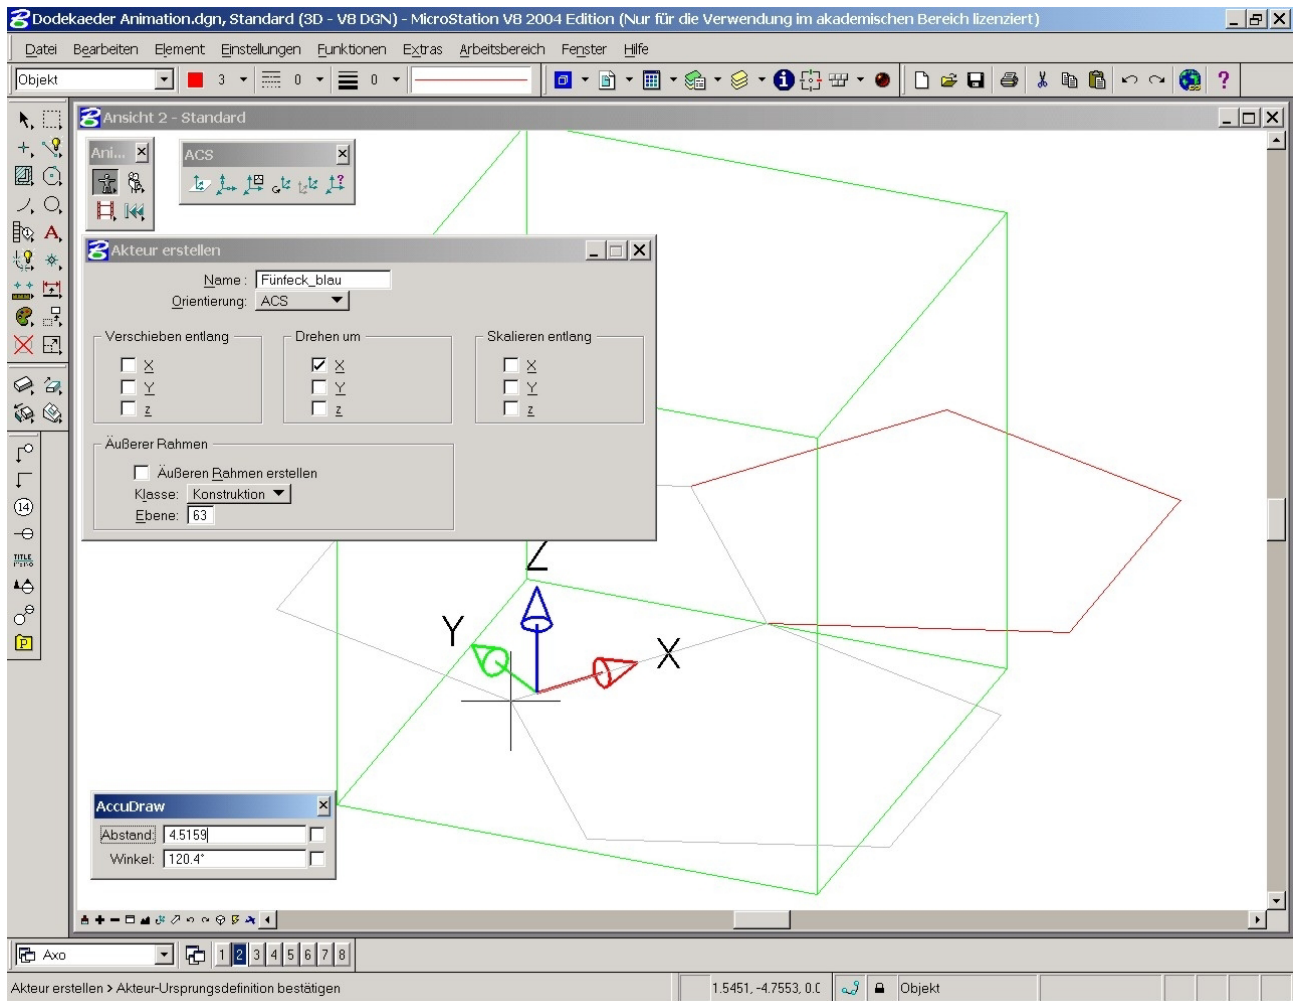 Dodekaeder Animation.dgn, Standard (3D - V8 DGN) - MicroStation V8 2004 Edition (Nur für die Verwendung im akademischen Bereich lizenziert)
Datei Bearbeiten Element Einstellungen Funktionen Extras Arbeitsbereich Fenster Hilfe
Objekt 3 0 0
Ansicht 2 - Standard
Ani... ACS
Akteur erstellen
Name : Fünfeck_blau
Orientierung: ACS
Verschieben entlang Drehen um Skalieren entlang
X X X
Y Y Y
z z z
Äußerer Rahmen
Äußeren Rahmen erstellen
Klasse: Konstruktion
Ebene: 63
14
TITLE
P
Z
Y
X
AccuDraw
Abstand: 4.5159
Winkel: 120.4°
Axo 1 2 3 4 5 6 7 8
Akteur erstellen > Akteur-Ursprungsdefinition bestätigen 1.5451, -4.7553, 0.0 Objekt